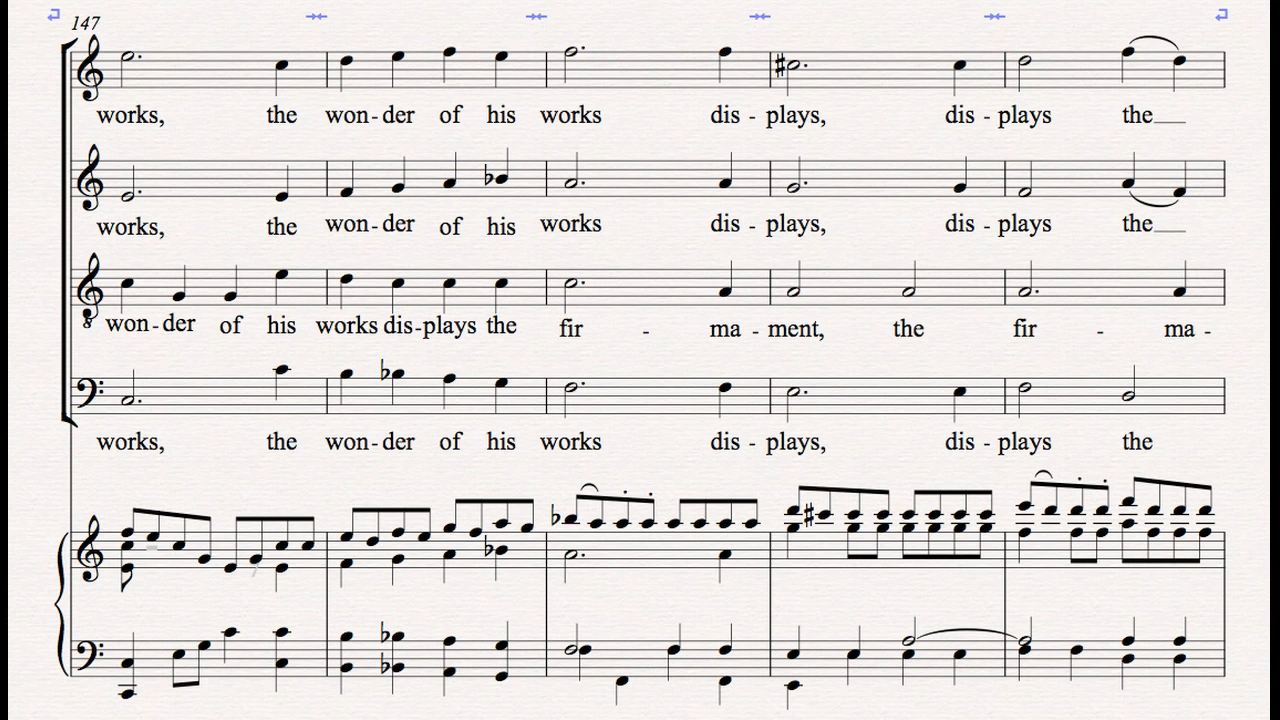 147
works, the won - der of his works dis - plays, dis - plays the
works, the won - der of his works dis - plays, dis - plays the
8
won - der of his works dis - plays the fir - ma - ment, the fir - ma -
works, the won - der of his works dis - plays, dis - plays the